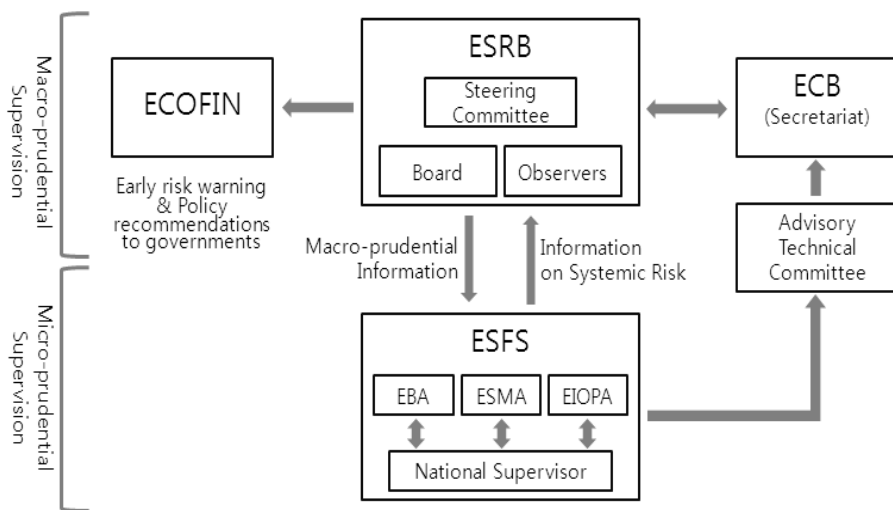 Macro-prudential
Supervision
ECOFIN
Early risk warning
& Policy
recommendations
to governments
ESRB
Steering
Committee
Board
Observers
ECB
(Secretariat)
Advisory
Technical
Committee
Macro-prudential
Information
Information
on Systemic Risk
Micro-prudential
Supervision
ESFS
EBA
ESMA
EIOPA
National Supervisor